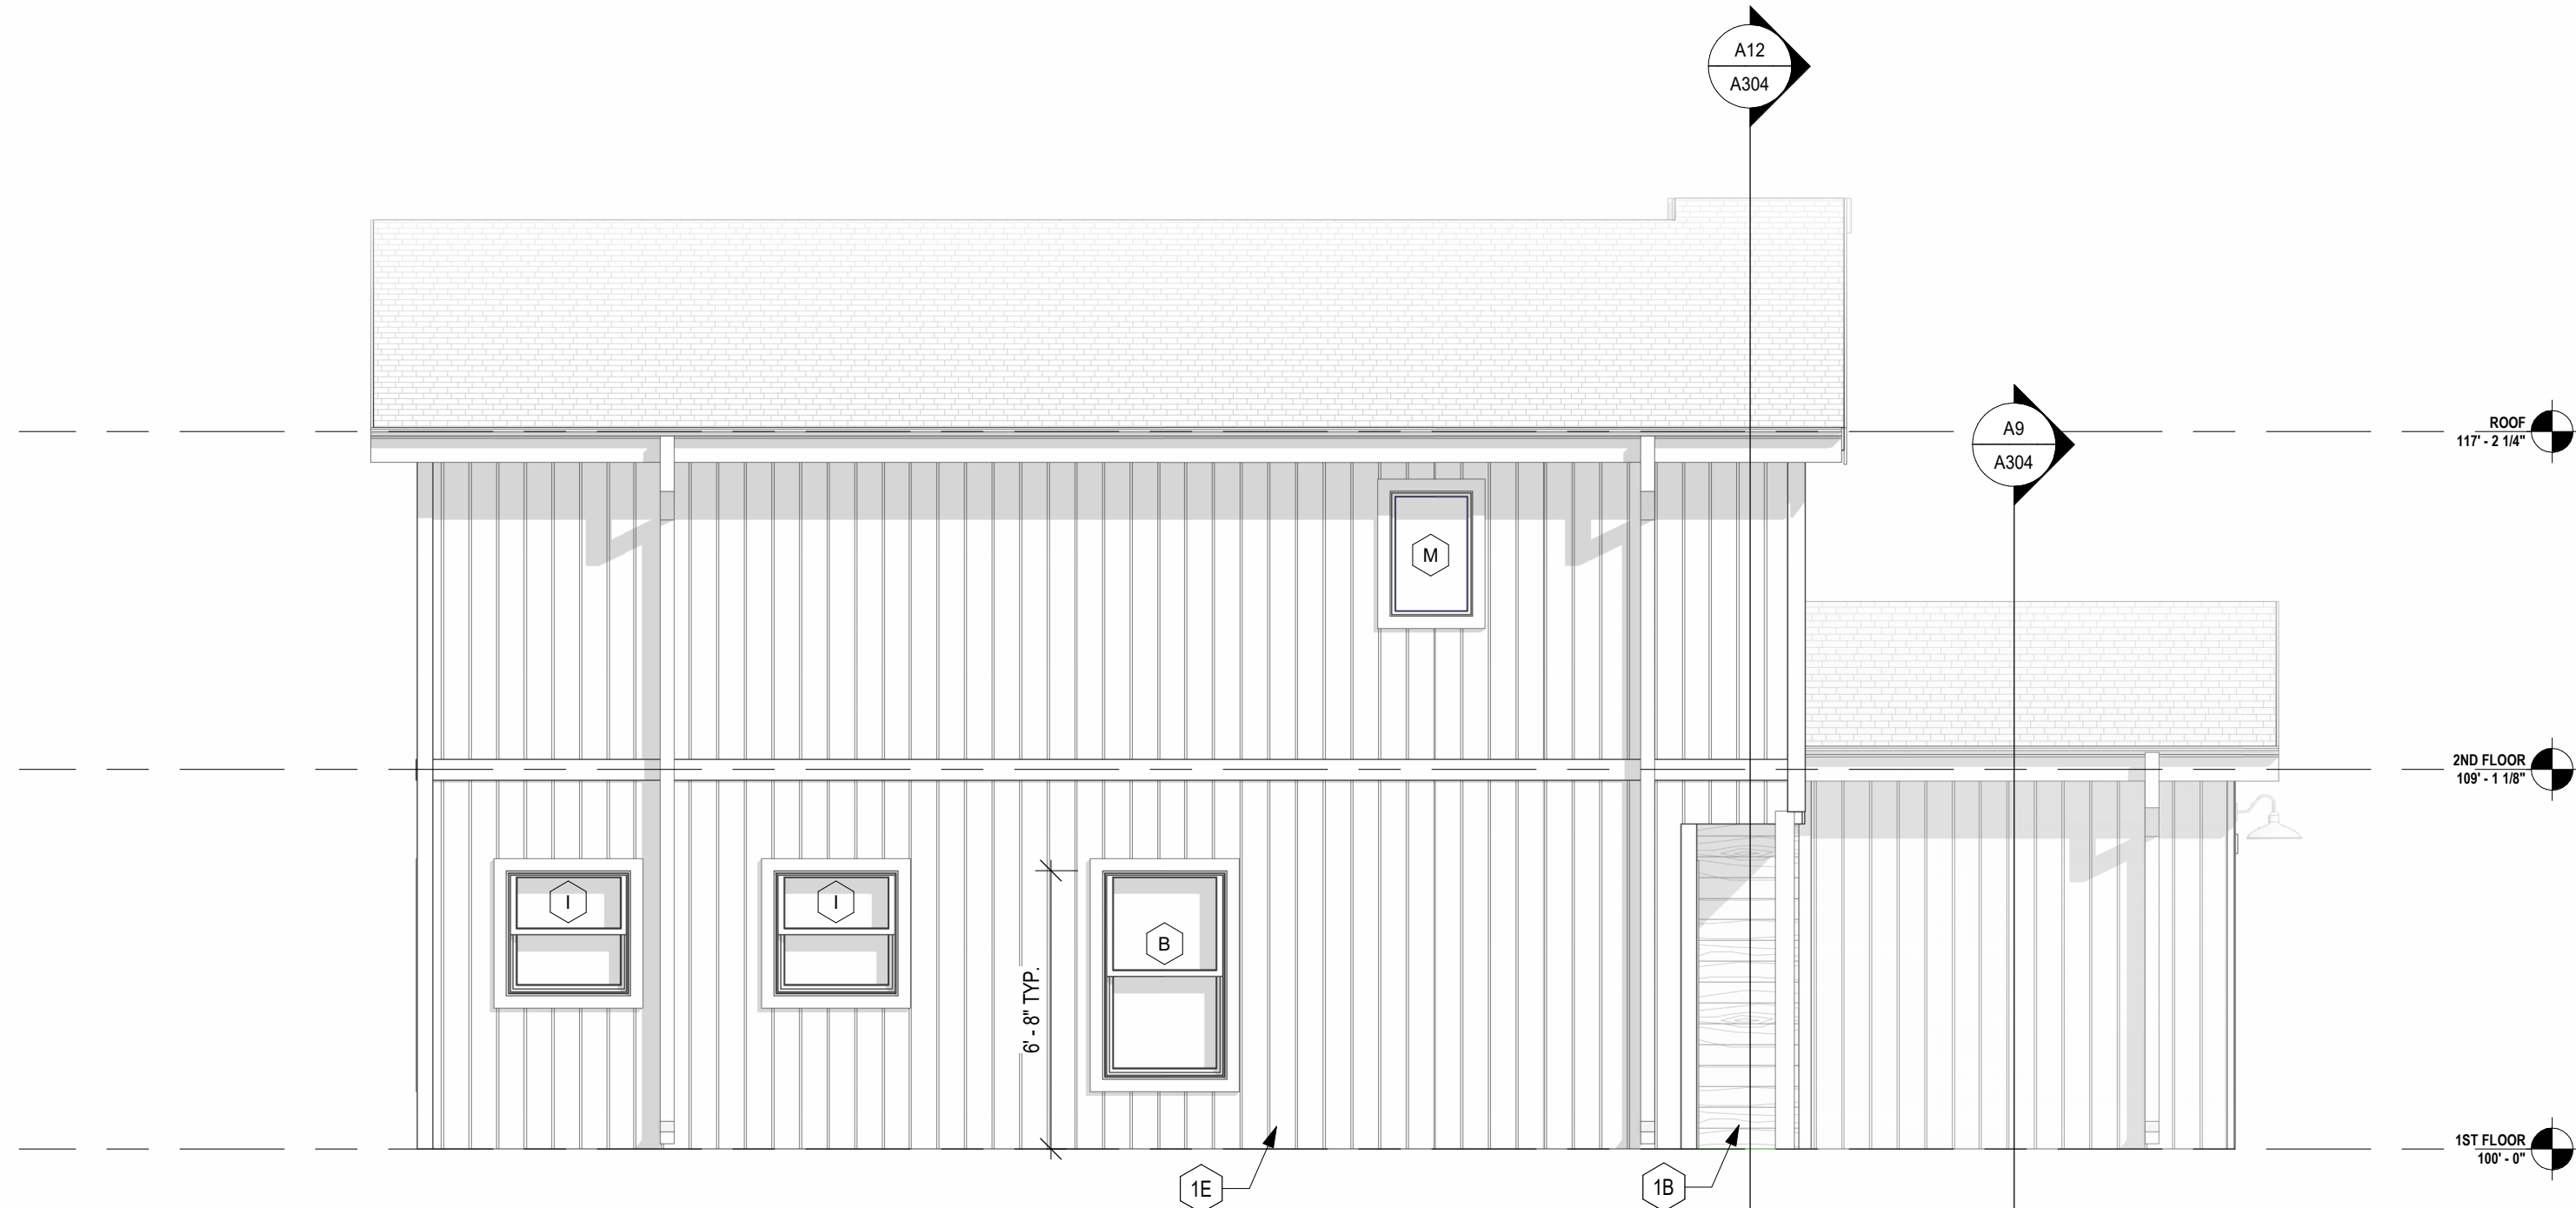 A12
A304
ROOF
117' - 2 1/4"
A9
A304
M
2ND FLOOR
109' - 1 1/8"
I
I
B
6' - 8" TYP.
1ST FLOOR
100' - 0"
1E
1B